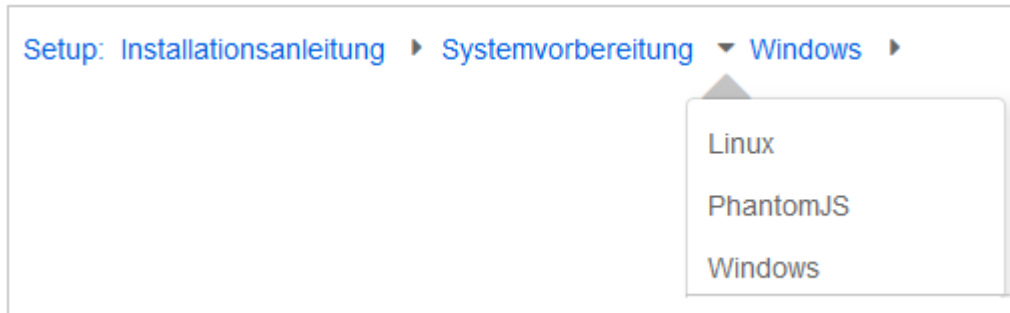 Setup: Installationsanleitung Systemvorbereitung Windows
Linux
PhantomJS
Windows